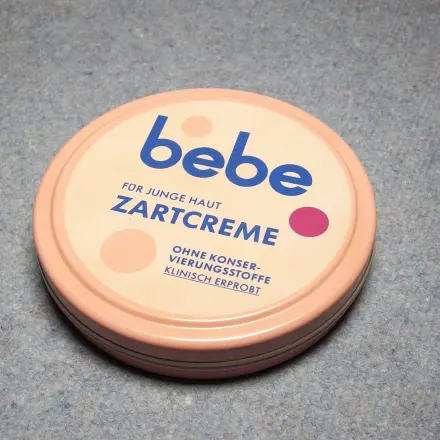 bebe
FÜR JUNGE HAUT
ZARTCREME
OHNE KONSER-
VIERUNGSSTOFFE
KLINISCH ERPROBT